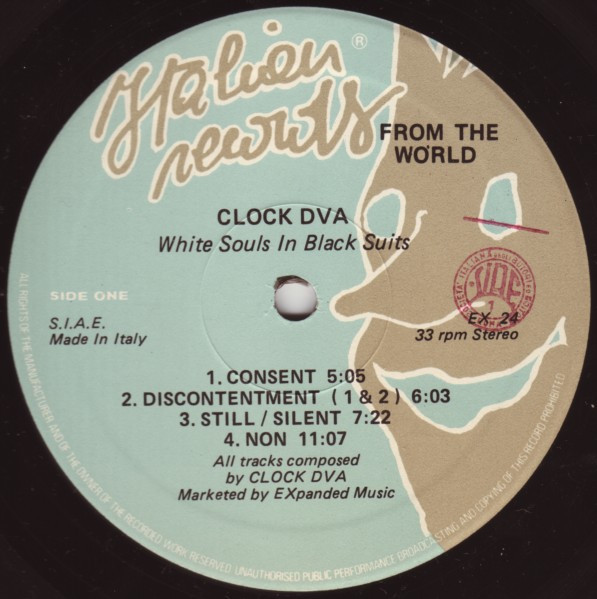 Italian
records ®
FROM THE
WORLD
CLOCK DVA
White Souls In Black Suits
SIDE ONE
S.I.A.E.
Made In Italy
EX-24
33 rpm Stereo
1. CONSENT 5:05
2. DISCONTENTMENT (1 & 2) 6:03
3. STILL / SILENT 7:22
4. NON 11:07
All tracks composed
by CLOCK DVA
Marketed by EXpanded Music
ALL RIGHTS OF THE MANUFACTURER AND OF THE OWNER OF THE RECORDED WORK RESERVED. UNAUTHORISED PUBLIC PERFORMANCE BROADCASTING AND COPYING OF THIS RECORD PROHIBITED
SIAE